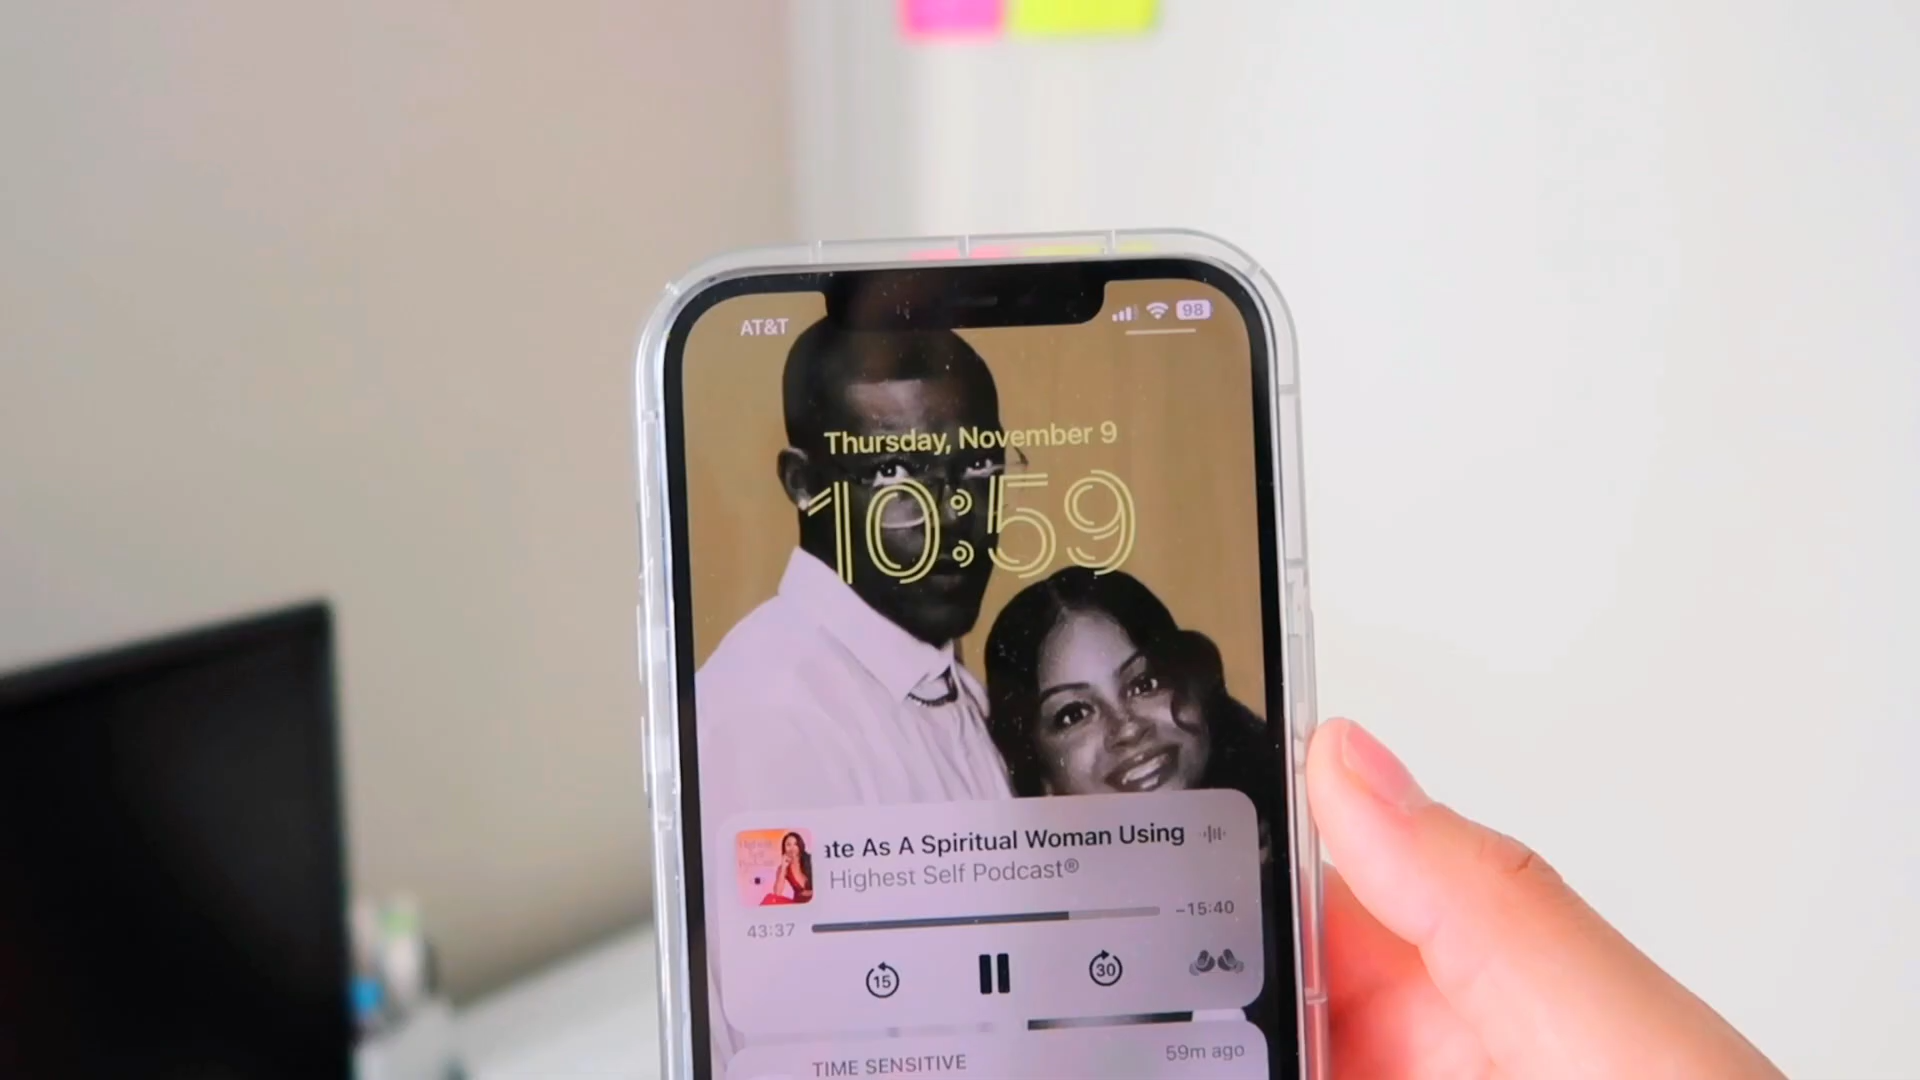 AT&T
98
Thursday, November 9
10:59
ate As A Spiritual Woman Using
Highest Self Podcast®
43:37
-15:40
15
30
TIME SENSITIVE
59m ago